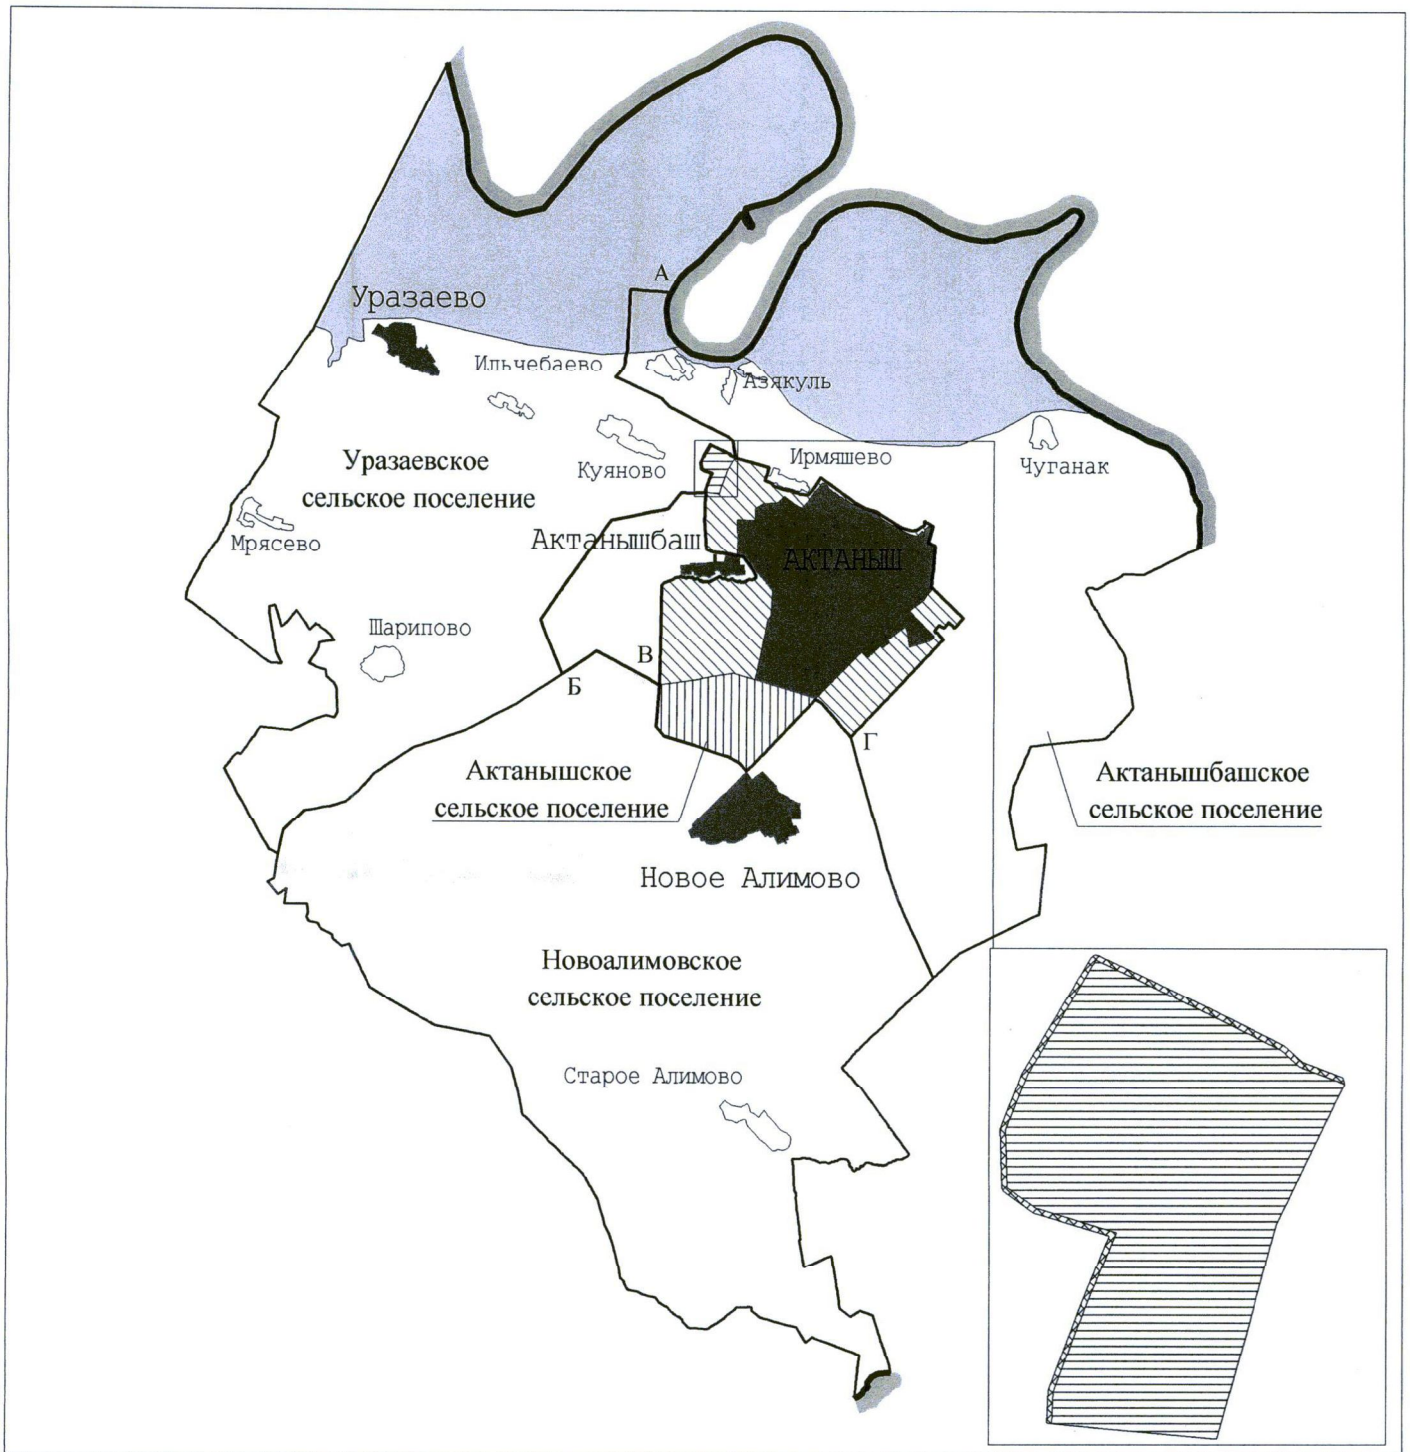 А
Уразаево
Ильчебаево
Азякуль
Уразаевское
сельское поселение
Куяново
Ирмяшево
Чуганак
Мрясево
Актанышбаш
АКТАНЫШ
Шарипово
В
Б
Г
Актанышское
сельское поселение
Актанышбашское
сельское поселение
Новое Алимово
Новоалимовское
сельское поселение
Старое Алимово